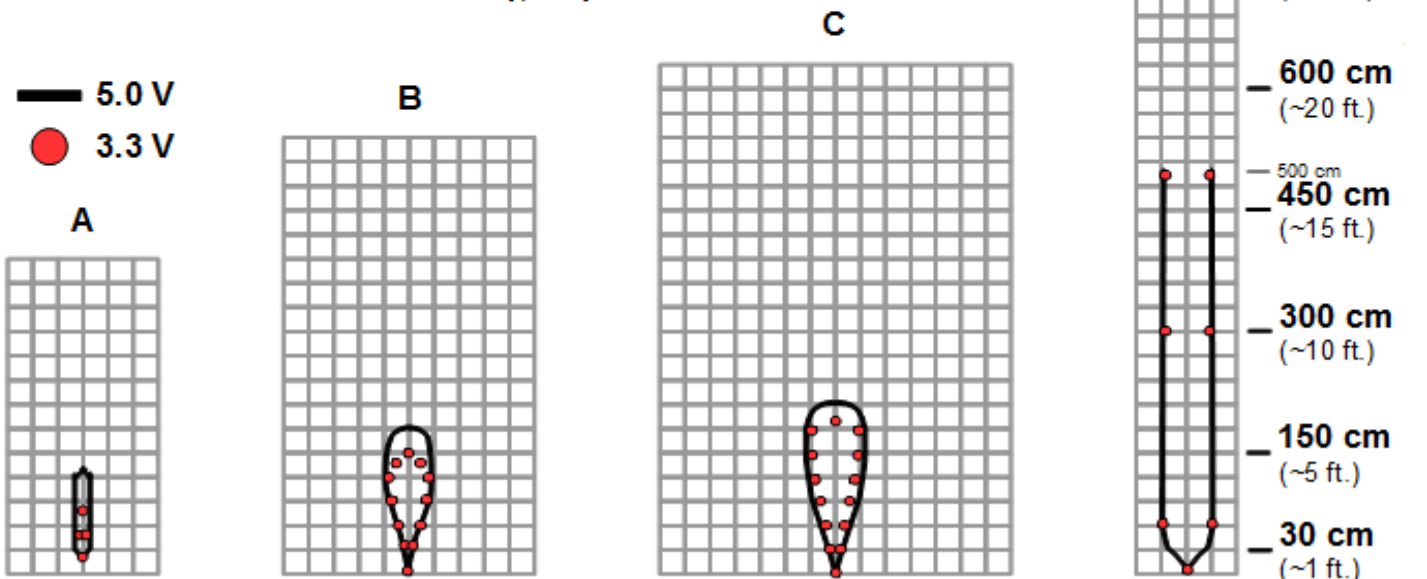 C
5.0 V
3.3 V
B
A
600 cm
(~20 ft.)
500 cm
450 cm
(~15 ft.)
300 cm
(~10 ft.)
150 cm
(~5 ft.)
30 cm
(~1 ft.)